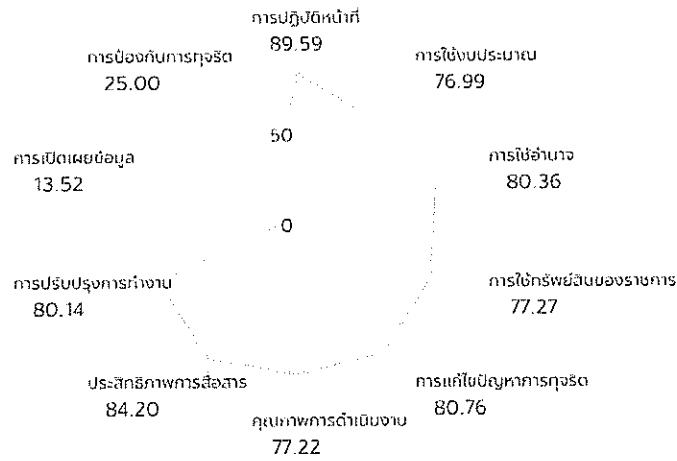 การปฏิบัติหน้าที่
89.59
การใช้งบประมาณ
76.99
การใช้อำนาจ
80.36
การใช้ทรัพย์สินของราชการ
77.27
การแก้ไขปัญหาการทุจริต
80.76
คุณภาพการดำเนินงาน
77.22
ประสิทธิภาพการสื่อสาร
84.20
การปรับปรุงการทำงาน
80.14
การเปิดเผยข้อมูล
13.52
การป้องกันการทุจริต
25.00
50
0